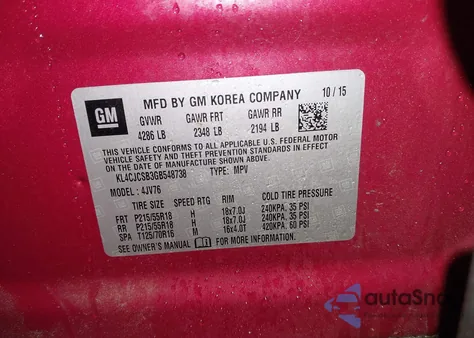 GM
MFD BY GM KOREA COMPANY 10/15
GVWR GAWR FRT GAWR RR
4286 LB 2348 LB 2194 LB
THIS VEHICLE CONFORMS TO ALL APPLICABLE U.S. FEDERAL MOTOR
VEHICLE SAFETY AND THEFT PREVENTION STANDARDS IN EFFECT ON
THE DATE OF MANUFACTURE SHOWN ABOVE.
KL4CJCSB3GB548738 TYPE: MPV
MODEL: 4JV76
TIRE SIZE SPEED RTG RIM COLD TIRE PRESSURE
FRT P215/55R18 H 18x7.0J 240KPA, 35 PSI
RR P215/55R18 H 18x7.0J 240KPA, 35 PSI
SPA T125/70R16 M 16x4.0T 420KPA, 60 PSI
SEE OWNER'S MANUAL FOR MORE INFORMATION.